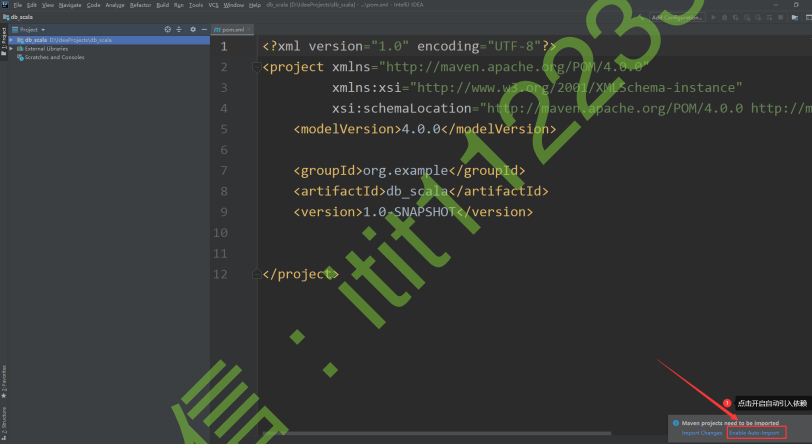 File Edit View Navigate Code Analyze Refactor Build Run Tools VCS Window Help db_scala [D:\IdeaProjects\db_scala] - ...\pom.xml - IntelliJ IDEA
db_scala
Add Configuration...
Project
pom.xml
1: Project
db_scala D:\IdeaProjects\db_scala
External Libraries
Scratches and Consoles
1 <?xml version="1.0" encoding="UTF-8"?>
2 <project xmlns="http://maven.apache.org/POM/4.0.0"
3 xmlns:xsi="http://www.w3.org/2001/XMLSchema-instance"
4 xsi:schemaLocation="http://maven.apache.org/POM/4.0.0 http://m
5 <modelVersion>4.0.0</modelVersion>
6
7 <groupId>org.example</groupId>
8 <artifactId>db_scala</artifactId>
9 <version>1.0-SNAPSHOT</version>
10
11
12 </project>
信：itit112233
2: Favorites
Z: Structure
1 点击开启自动引入依赖
Maven projects need to be imported
Import Changes Enable Auto-Import